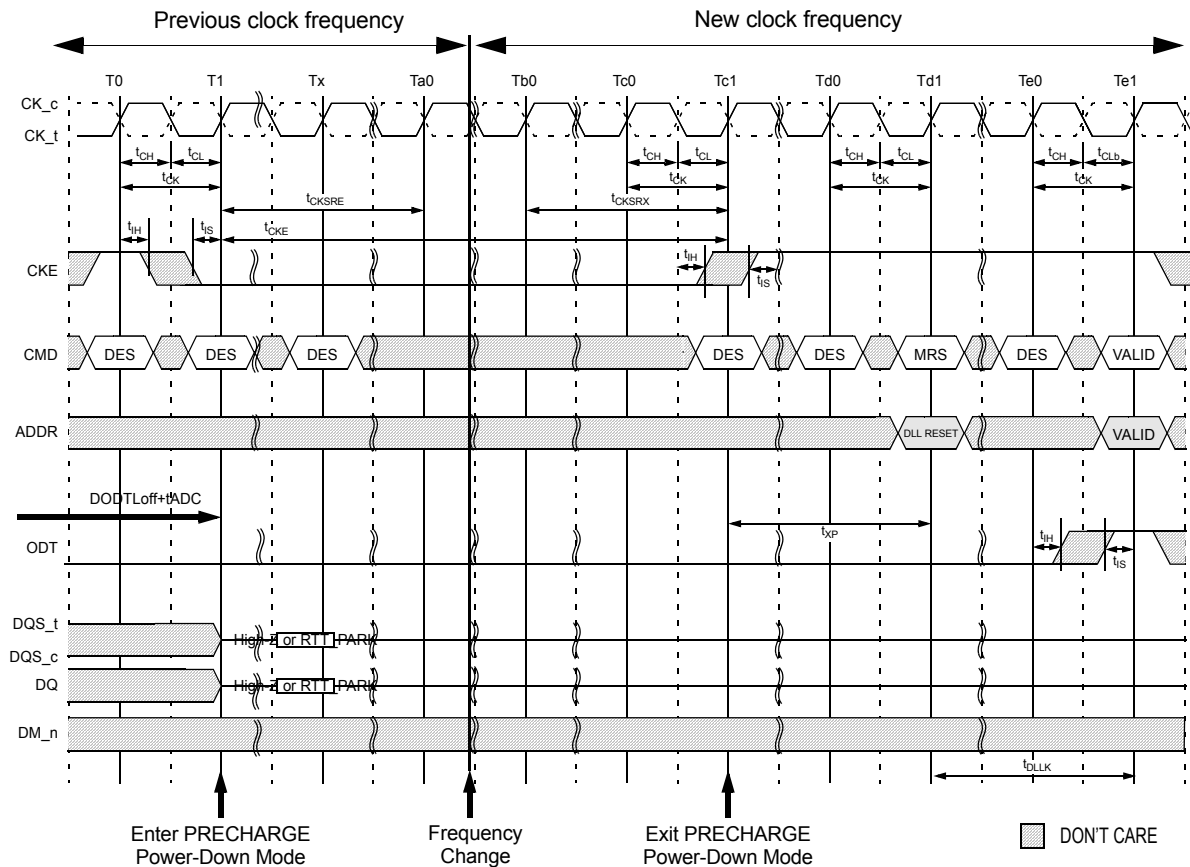 Previous clock frequency
New clock frequency
T0 T1 Tx Ta0 Tb0 Tc0 Tc1 Td0 Td1 Te0 Te1
CK_c
CK_t
tCH tCL tCH tCL tCH tCL tCH tCLb
tCK tCK tCK tCK
tCKSRE tCKSRX
tIH tIS tCKE
CKE tIH tIS
CMD DES DES DES DES DES MRS DES VALID
ADDR DLL RESET VALID
DODTLoff+tADC
tXP
ODT tIH tIS
DQS_t
High-Z or RTT_PARK
DQS_c
DQ High-Z or RTT_PARK
DM_n
tDLLK
Enter PRECHARGE
Power-Down Mode
Frequency
Change
Exit PRECHARGE
Power-Down Mode
DON'T CARE